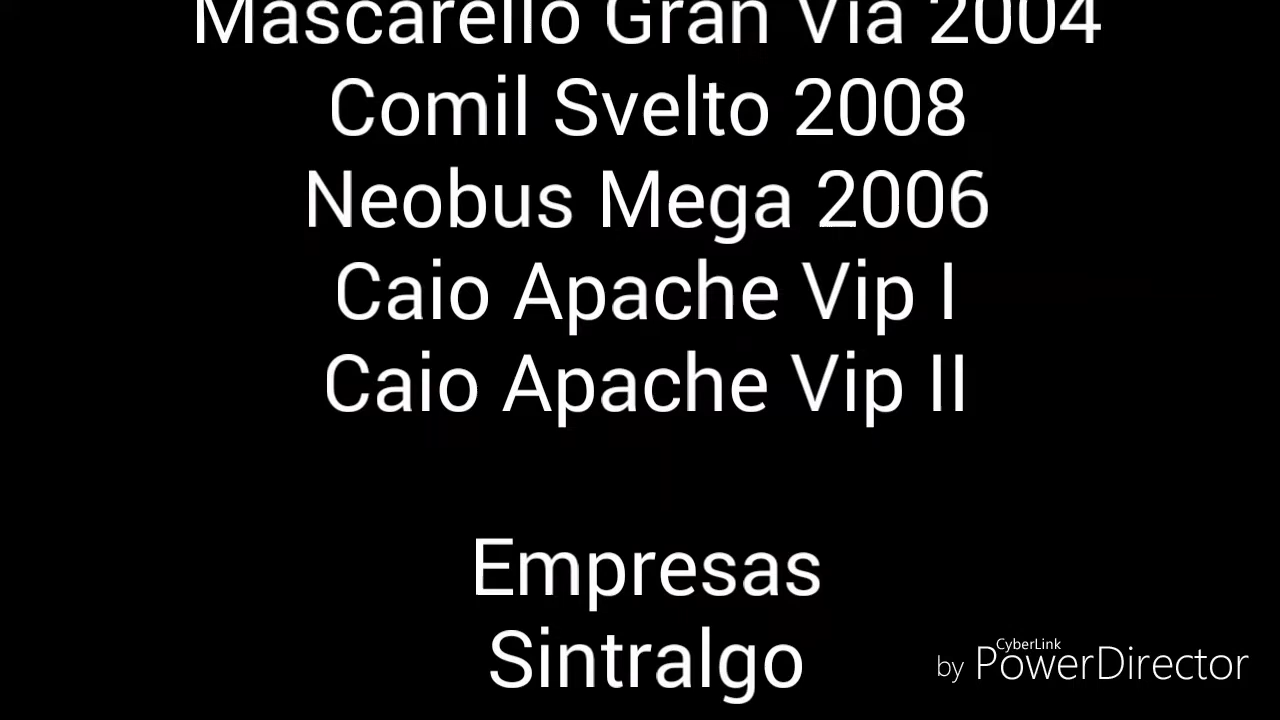 Mascarello Gran Via 2004
Comil Svelto 2008
Neobus Mega 2006
Caio Apache Vip I
Caio Apache Vip II
Empresas
Sintralgo
CyberLink
by PowerDirector